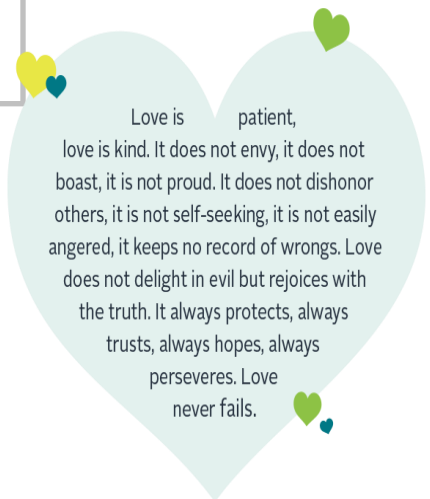 Love is patient,
love is kind. It does not envy, it does not
boast, it is not proud. It does not dishonor
others, it is not self-seeking, it is not easily
angered, it keeps no record of wrongs. Love
does not delight in evil but rejoices with
the truth. It always protects, always
trusts, always hopes, always
perseveres. Love
never fails.